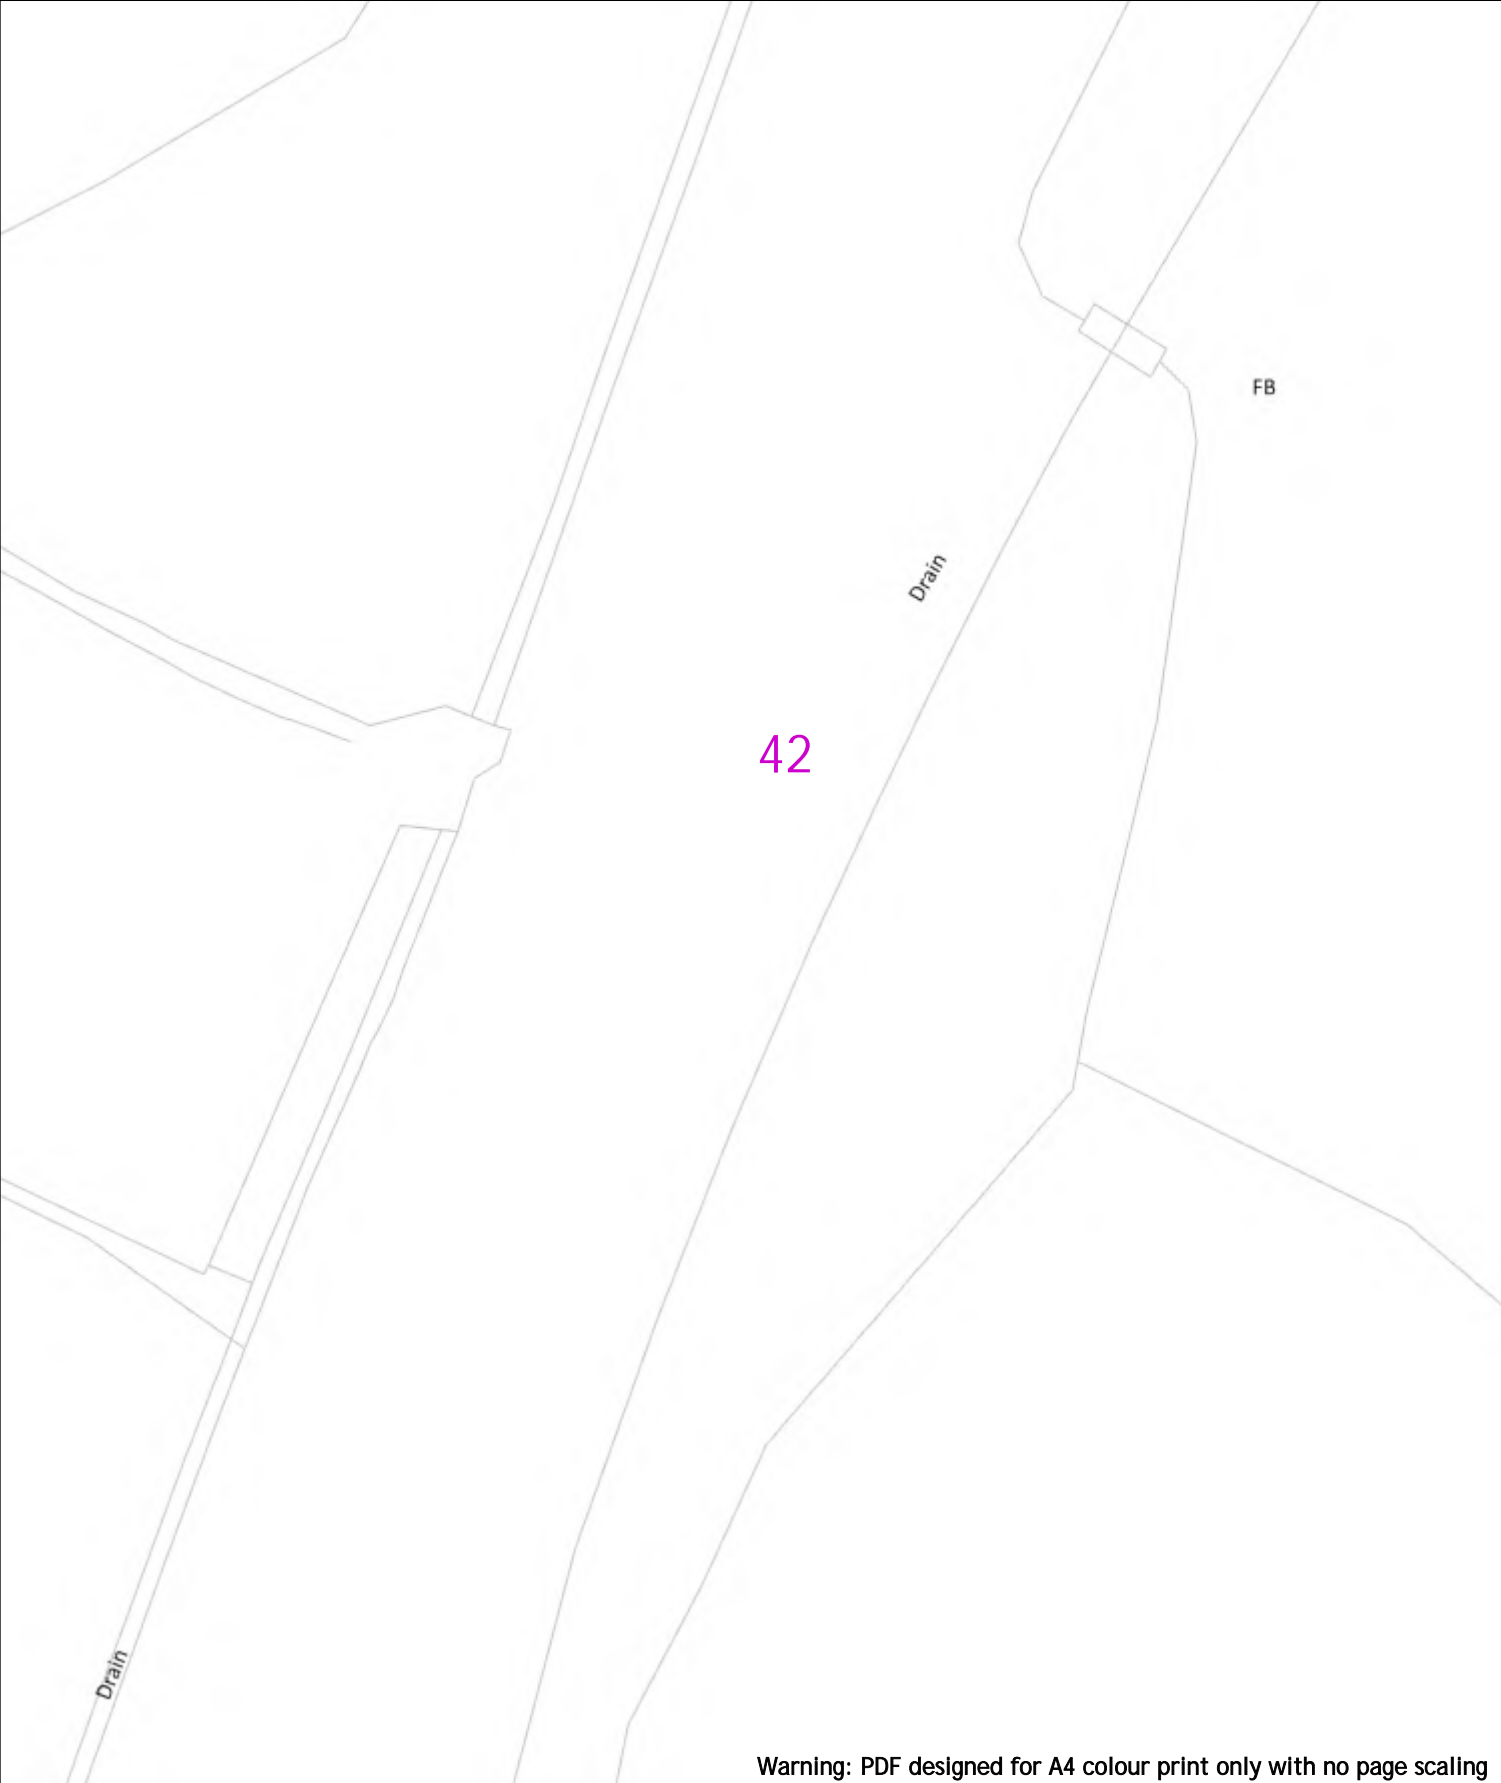 FB
Drain
42
Drain
Warning: PDF designed for A4 colour print only with no page scaling